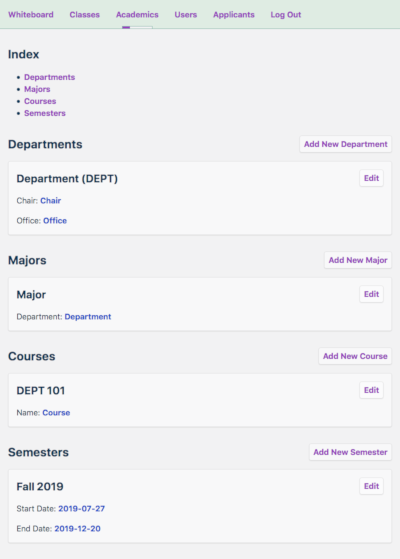 Whiteboard Classes Academics Users Applicants Log Out
Index
Departments
Majors
Courses
Semesters
Departments Add New Department
Department (DEPT) Edit
Chair: Chair
Office: Office
Majors Add New Major
Major Edit
Department: Department
Courses Add New Course
DEPT 101 Edit
Name: Course
Semesters Add New Semester
Fall 2019 Edit
Start Date: 2019-07-27
End Date: 2019-12-20